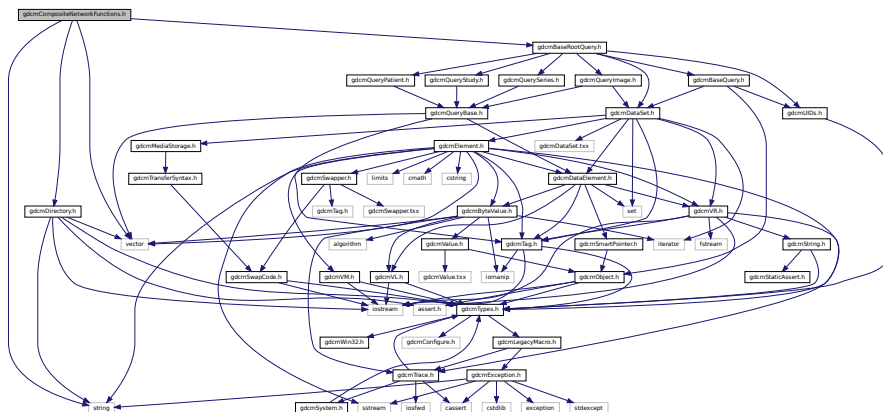 gdcmCompositeNetworkFunctions.h
gdcmBaseRootQuery.h
gdcmQueryPatient.h
gdcmQueryStudy.h
gdcmQuerySeries.h
gdcmQueryImage.h
gdcmBaseQuery.h
gdcmQueryBase.h
gdcmDataSet.h
gdcmUIDs.h
gdcmMediaStorage.h
gdcmElement.h
gdcmDataSet.txx
gdcmTransferSyntax.h
gdcmSwapper.h
limits
cmath
cstring
gdcmDataElement.h
gdcmDirectory.h
gdcmTag.h
gdcmSwapper.txx
gdcmByteValue.h
set
gdcmVR.h
vector
algorithm
gdcmValue.h
gdcmTag.h
gdcmSmartPointer.h
iterator
fstream
gdcmString.h
gdcmSwapCode.h
gdcmVM.h
gdcmVL.h
gdcmValue.txx
iomanip
gdcmObject.h
gdcmStaticAssert.h
iostream
assert.h
gdcmTypes.h
gdcmWin32.h
gdcmConfigure.h
gdcmLegacyMacro.h
gdcmTrace.h
gdcmException.h
string
gdcmSystem.h
sstream
iosfwd
cassert
cstdlib
exception
stdexcept